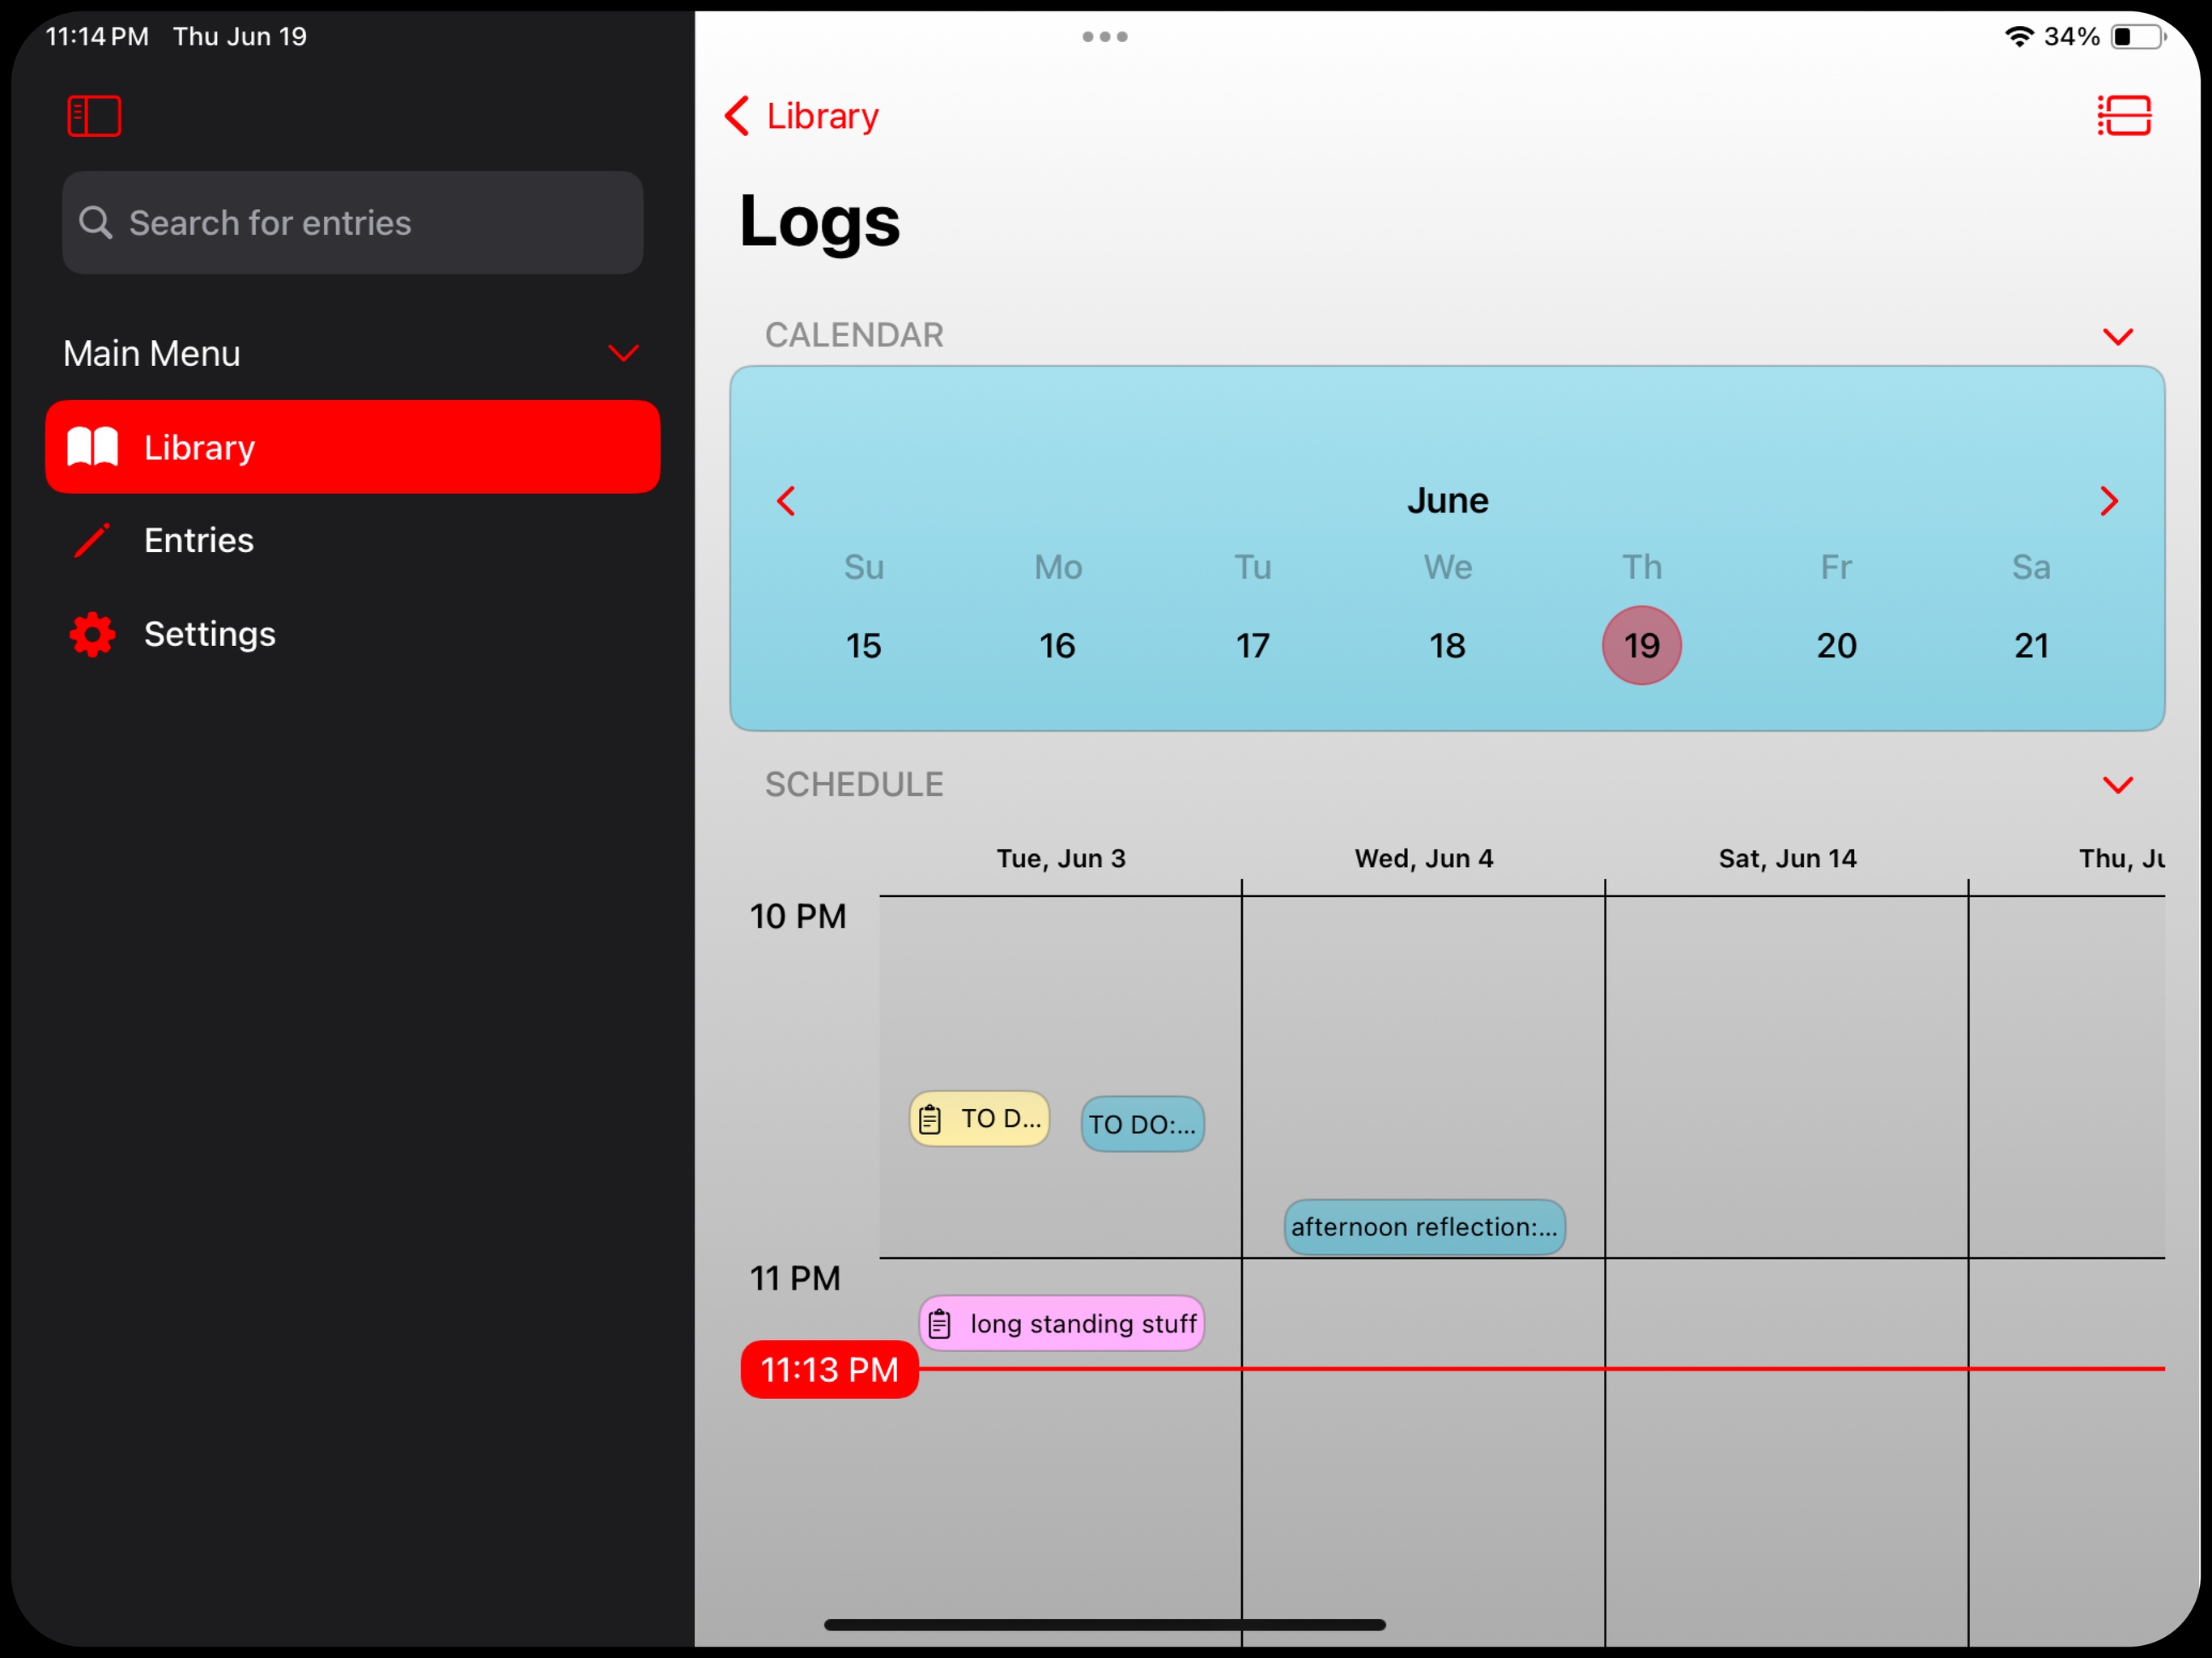 11:14 PM Thu Jun 19
34%
Search for entries
Main Menu
Library
Entries
Settings
Library
Logs
CALENDAR
June
Su Mo Tu We Th Fr Sa
15 16 17 18 19 20 21
SCHEDULE
Tue, Jun 3 Wed, Jun 4 Sat, Jun 14 Thu, Ju
10 PM
TO D... TO DO:...
afternoon reflection:...
11 PM
long standing stuff
11:13 PM